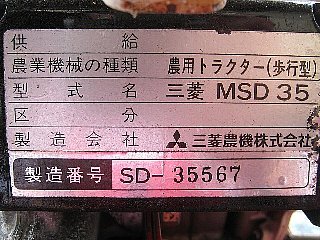 供給
農業機械の種類 農用トラクター(歩行型)
型式名 三菱 MSD 35
区分
製造会社 三菱農機株式会社
製造番号 SD-35567